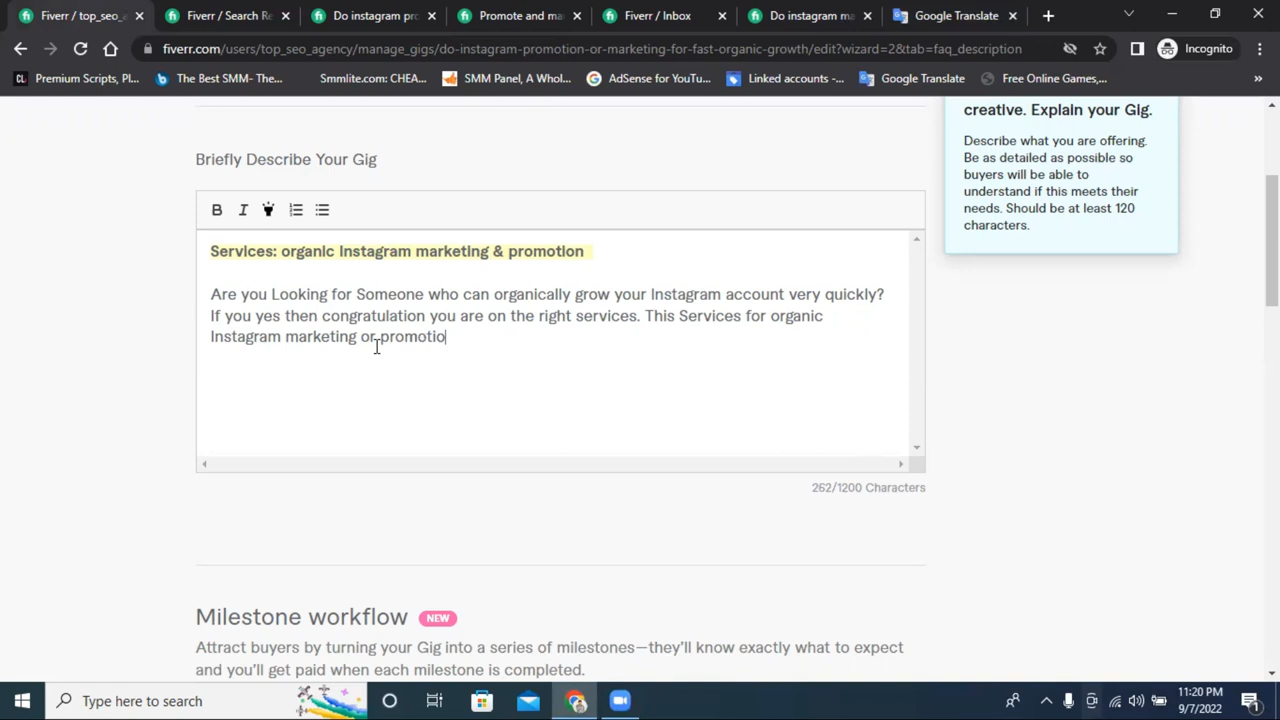 Fiverr / top_seo_a
Fiverr / Search Re
Do instagram pr
Promote and ma
Fiverr / Inbox
Do instagram ma
Google Translate
fiverr.com/users/top_seo_agency/manage_gigs/do-instagram-promotion-or-marketing-for-fast-organic-growth/edit?wizard=2&tab=faq_description
Incognito
Premium Scripts, Pl...
The Best SMM- The...
Smmlite.com: CHEA...
SMM Panel, A Whol...
AdSense for YouTu...
Linked accounts -...
Google Translate
Free Online Games,...
»
creative. Explain your Gig.
Describe what you are offering.
Be as detailed as possible so
buyers will be able to
understand if this meets their
needs. Should be at least 120
characters.
Briefly Describe Your Gig
B I
Services: organic Instagram marketing & promotion
Are you Looking for Someone who can organically grow your Instagram account very quickly?
If you yes then congratulation you are on the right services. This Services for organic
Instagram marketing or promotio
262/1200 Characters
Milestone workflow NEW
Attract buyers by turning your Gig into a series of milestones—they'll know exactly what to expect
and you'll get paid when each milestone is completed.
Type here to search
11:20 PM
9/7/2022
1